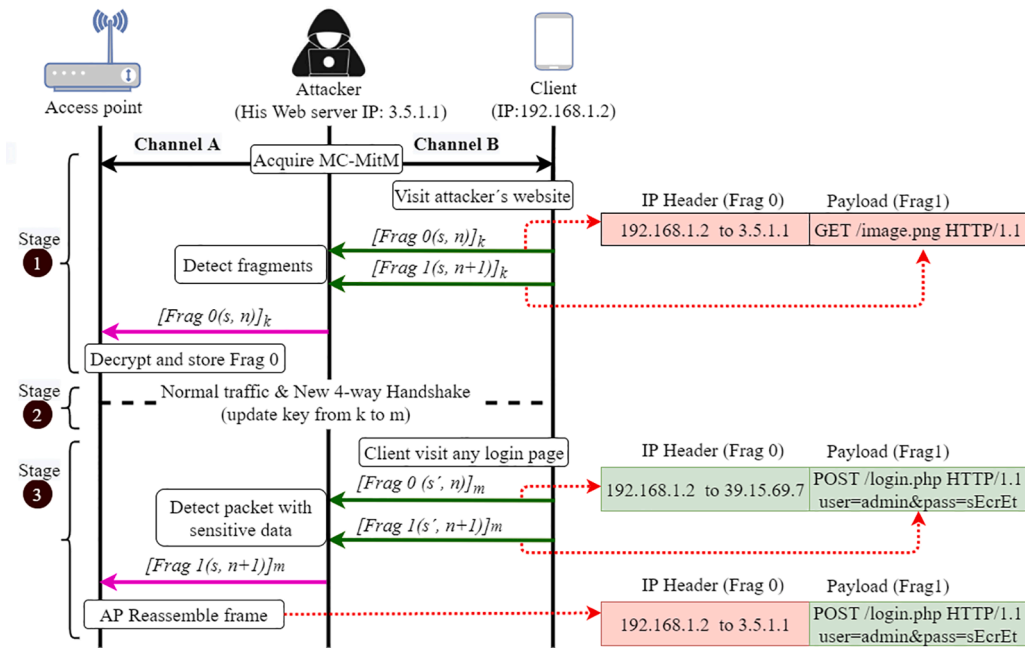 Access point
Attacker
(His Web server IP: 3.5.1.1)
Client
(IP:192.168.1.2)
Channel A
Channel B
Acquire MC-MitM
Visit attacker´s website
IP Header (Frag 0)
Payload (Frag1)
192.168.1.2 to 3.5.1.1
GET /image.png HTTP/1.1
Stage
1
[Frag 0(s, n)]k
Detect fragments
[Frag 1(s, n+1)]k
[Frag 0(s, n)]k
Decrypt and store Frag 0
Stage
2
Normal traffic & New 4-way Handshake
(update key from k to m)
Stage
3
Client visit any login page
IP Header (Frag 0)
Payload (Frag1)
[Frag 0 (s´, n)]m
192.168.1.2 to 39.15.69.7
POST /login.php HTTP/1.1
user=admin&pass=sEcrEt
Detect packet with
sensitive data
[Frag 1(s´, n+1)]m
[Frag 1(s, n+1)]m
AP Reassemble frame
IP Header (Frag 0)
Payload (Frag1)
192.168.1.2 to 3.5.1.1
POST /login.php HTTP/1.1
user=admin&pass=sEcrEt